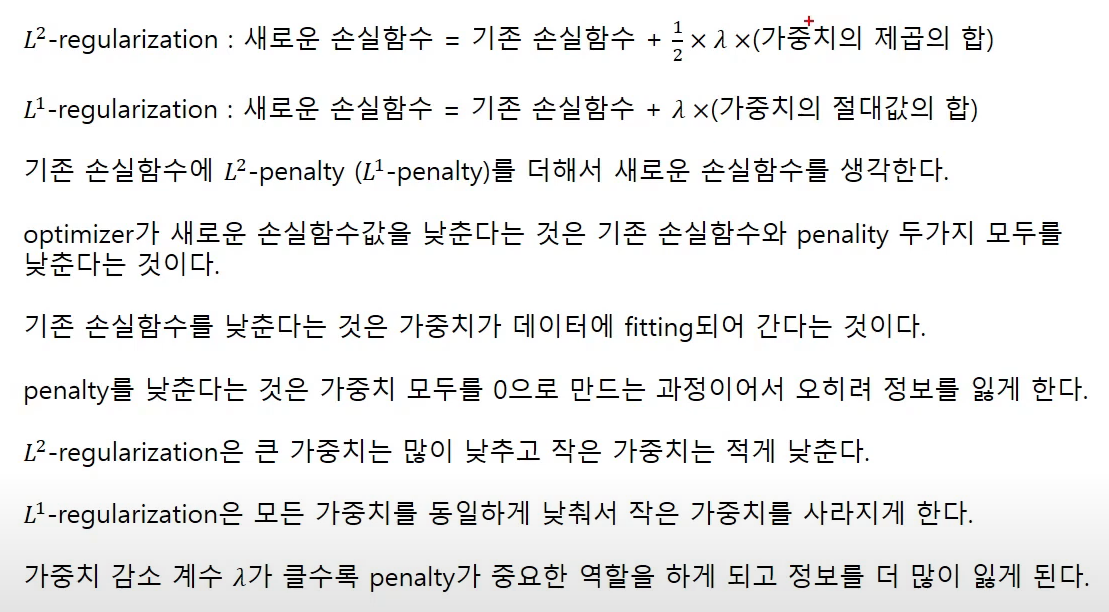 L²-regularization : 새로운 손실함수 = 기존 손실함수 + 1/2 × λ ×(가중치의 제곱의 합)
L¹-regularization : 새로운 손실함수 = 기존 손실함수 + λ ×(가중치의 절대값의 합)
기존 손실함수에 L²-penalty (L¹-penalty)를 더해서 새로운 손실함수를 생각한다.
optimizer가 새로운 손실함수값을 낮춘다는 것은 기존 손실함수와 penality 두가지 모두를
낮춘다는 것이다.
기존 손실함수를 낮춘다는 것은 가중치가 데이터에 fitting되어 간다는 것이다.
penalty를 낮춘다는 것은 가중치 모두를 0으로 만드는 과정이어서 오히려 정보를 잃게 한다.
L²-regularization은 큰 가중치는 많이 낮추고 작은 가중치는 적게 낮춘다.
L¹-regularization은 모든 가중치를 동일하게 낮춰서 작은 가중치를 사라지게 한다.
가중치 감소 계수 λ가 클수록 penalty가 중요한 역할을 하게 되고 정보를 더 많이 잃게 된다.